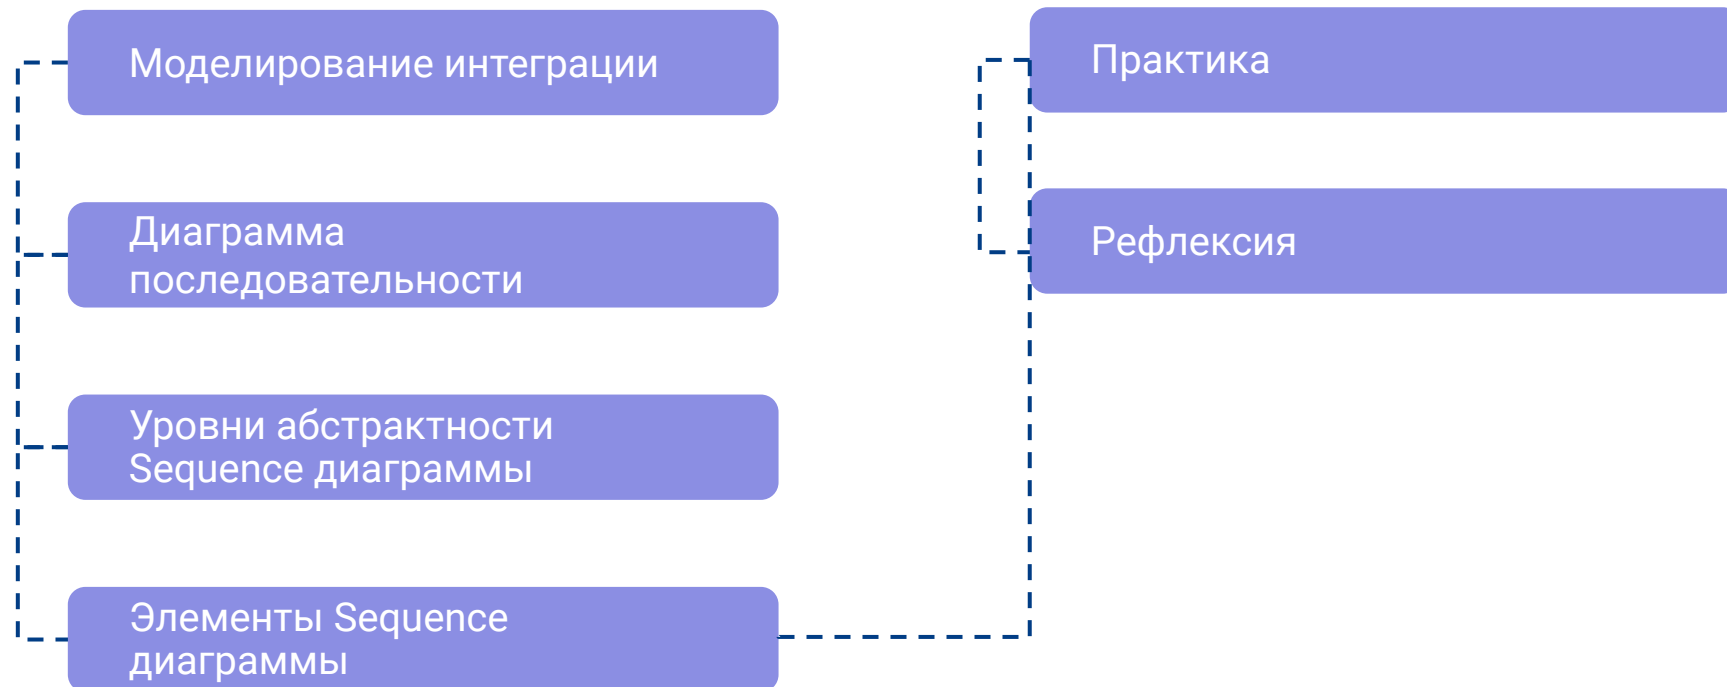 Моделирование интеграции
Диаграмма
последовательности
Уровни абстрактности
Sequence диаграммы
Элементы Sequence
диаграммы
Практика
Рефлексия